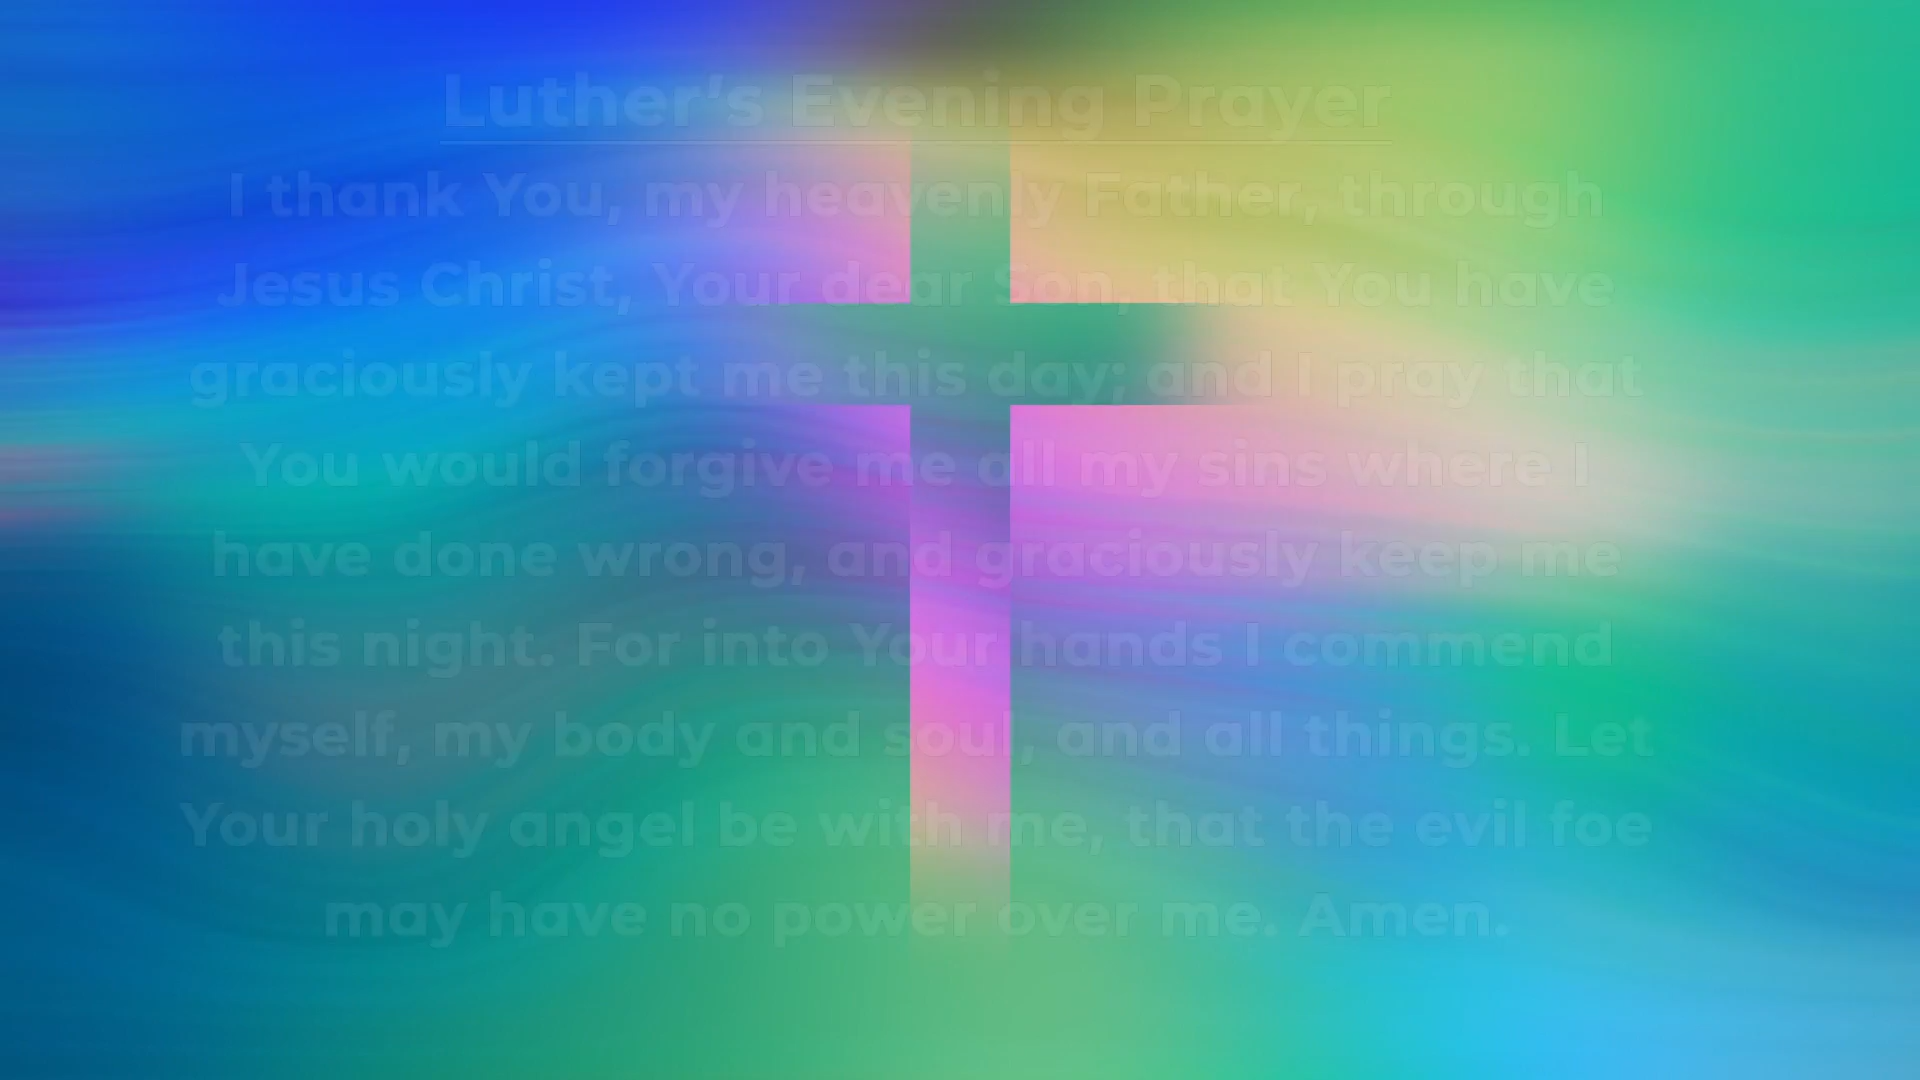 Luther's Evening Prayer
I thank You, my heavenly Father, through
Jesus Christ, Your dear Son, that You have
graciously kept me this day; and I pray that
You would forgive me all my sins where I
have done wrong, and graciously keep me
this night. For into Your hands I commend
myself, my body and soul, and all things. Let
Your holy angel be with me, that the evil foe
may have no power over me. Amen.